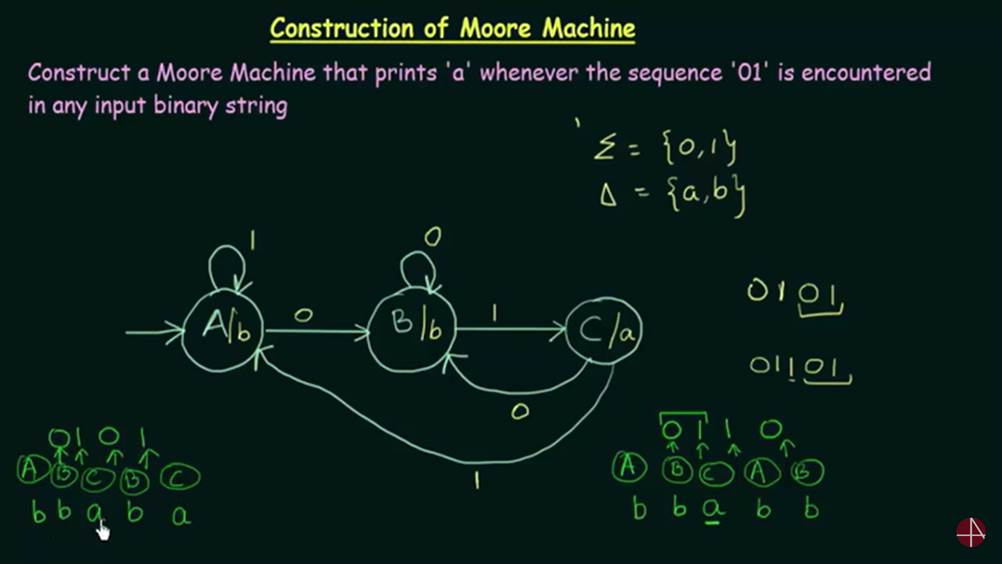 Construction of Moore Machine
Construct a Moore Machine that prints 'a' whenever the sequence '01' is encountered
in any input binary string
Σ = {0,1}
Δ = {a,b}
1
0
A/b
0
B/b
1
C/a
0
1
0101
01101
0 1 0 1
A B C B C
b b a b a
0 1 1 0
A B C A B
b b a b b